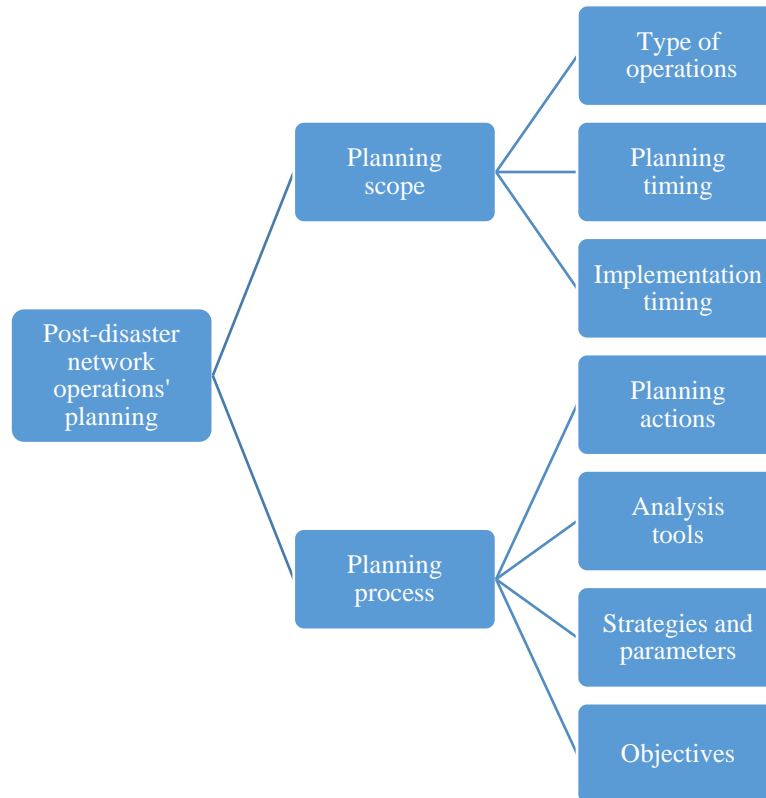 Post-disaster
network
operations'
planning
Planning
scope
Type of
operations
Planning
timing
Implementation
timing
Planning
process
Planning
actions
Analysis
tools
Strategies and
parameters
Objectives